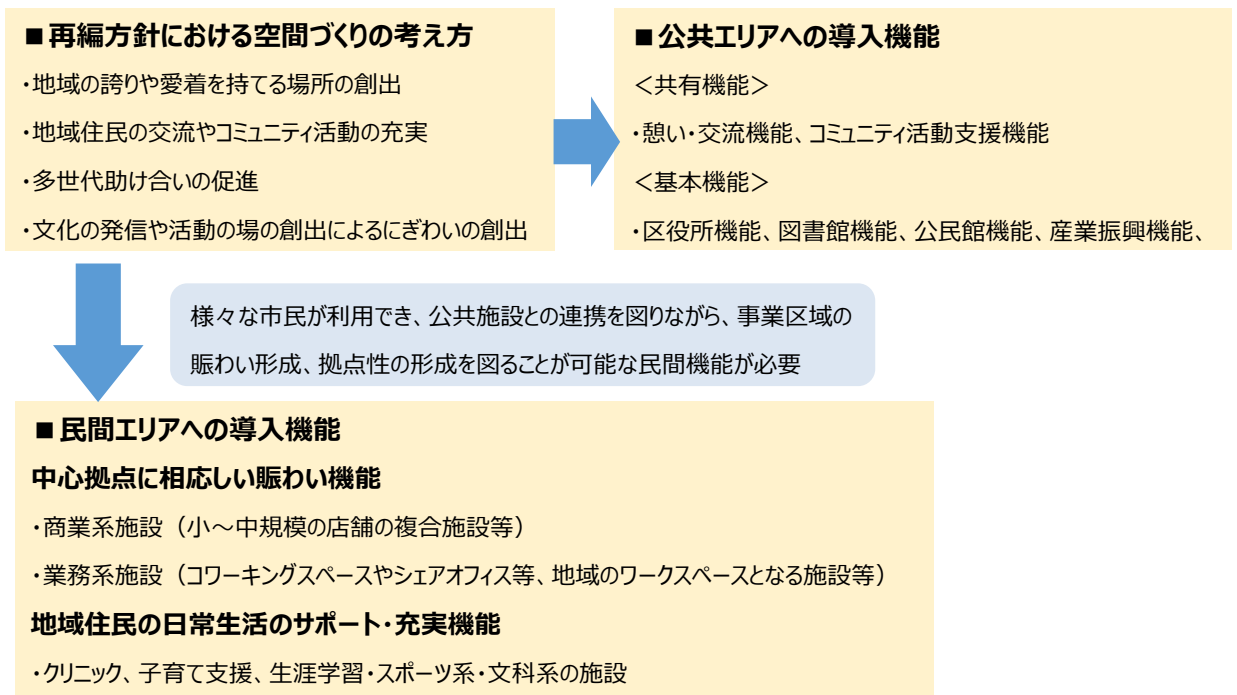 ■再編方針における空間づくりの考え方
・地域の誇りや愛着を持てる場所の創出
・地域住民の交流やコミュニティ活動の充実
・多世代助け合いの促進
・文化の発信や活動の場の創出によるにぎわいの創出
■公共エリアへの導入機能
＜共有機能＞
・憩い・交流機能、コミュニティ活動支援機能
＜基本機能＞
・区役所機能、図書館機能、公民館機能、産業振興機能、
様々な市民が利用でき、公共施設との連携を図りながら、事業区域の
賑わい形成、拠点性の形成を図ることが可能な民間機能が必要
■民間エリアへの導入機能
中心拠点に相応しい賑わい機能
・商業系施設（小～中規模の店舗の複合施設等）
・業務系施設（コワーキングスペースやシェアオフィス等、地域のワークスペースとなる施設等）
地域住民の日常生活のサポート・充実機能
・クリニック、子育て支援、生涯学習・スポーツ系・文科系の施設